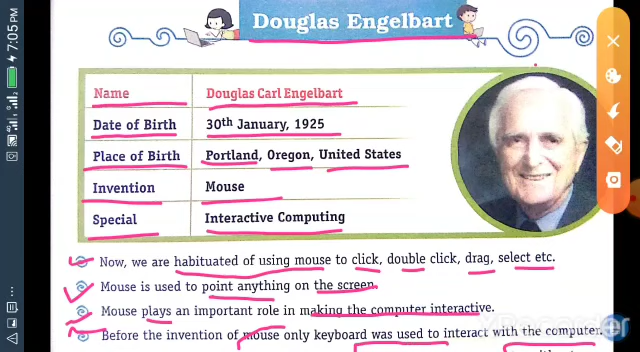 7:05PM
Douglas Engelbart
Name Douglas Carl Engelbart
Date of Birth 30th January, 1925
Place of Birth Portland, Oregon, United States
Invention Mouse
Special Interactive Computing
Now, we are habituated of using mouse to click, double click, drag, select etc.
Mouse is used to point anything on the screen.
Mouse plays an important role in making the computer interactive.
Before the invention of mouse only keyboard was used to interact with the computer.